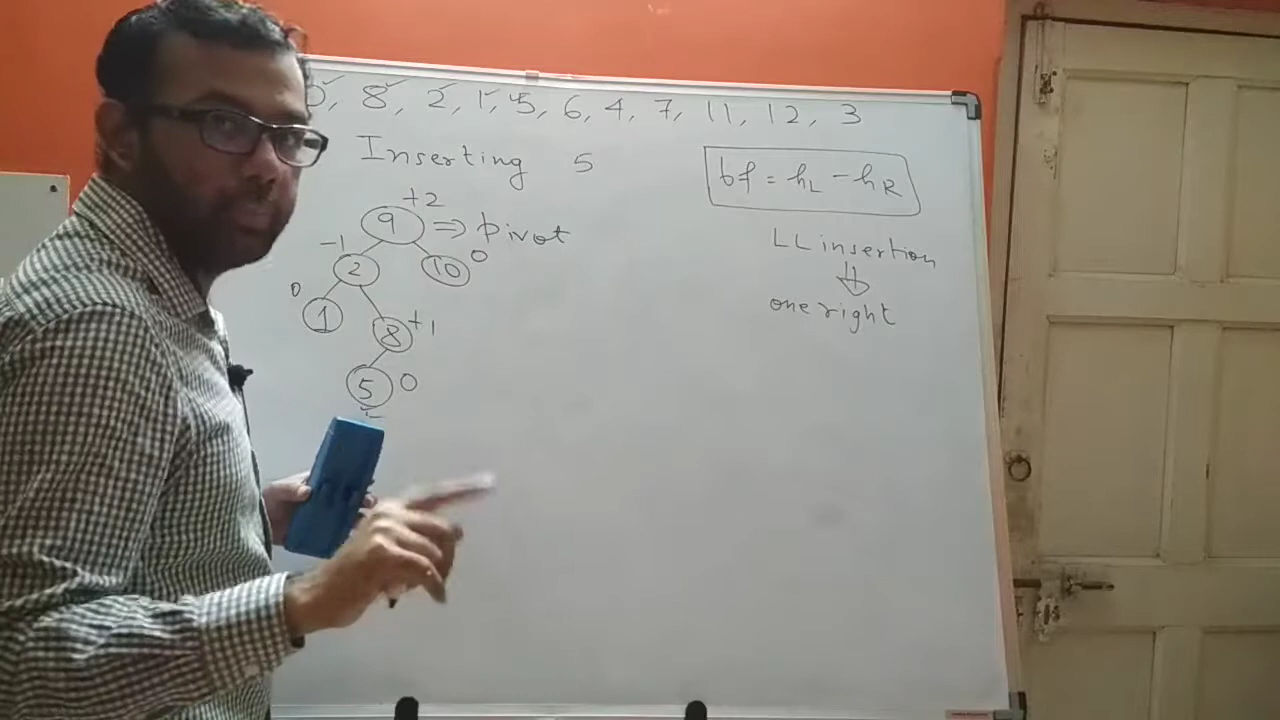 8, 2, 1, 5, 6, 4, 7, 11, 12, 3
Inserting 5
bf = hL - hR
+2
9 ⇒ pivot
LL insertion
⇓
one right
-1
2
10 0
0
1
8 +1
5 0